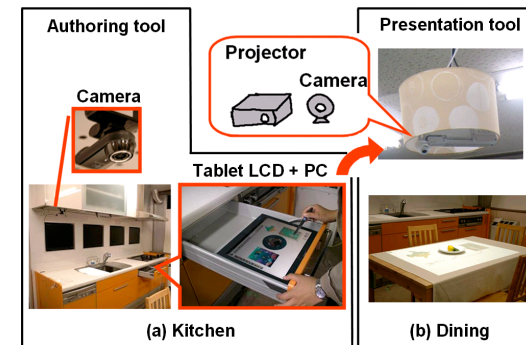 Authoring tool
Presentation tool
Projector
Camera
Camera
Tablet LCD + PC
(a) Kitchen
(b) Dining